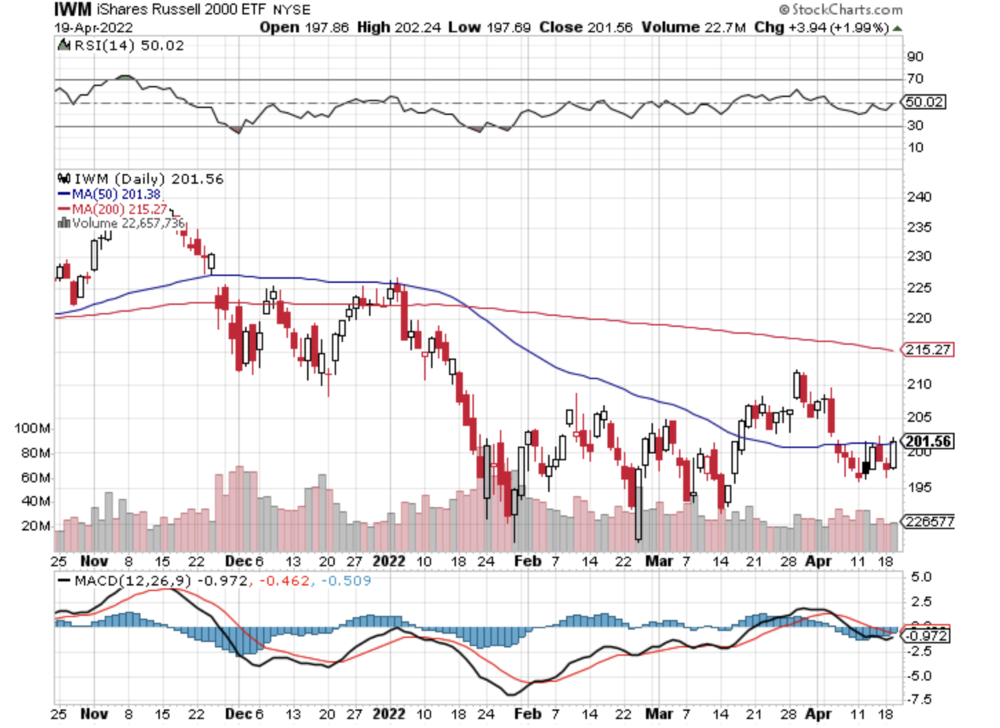 IWM iShares Russell 2000 ETF NYSE © StockCharts.com
19-Apr-2022 Open 197.86 High 202.24 Low 197.69 Close 201.56 Volume 22.7M Chg +3.94 (+1.99%)
RSI(14) 50.02
90
70
50.02
30
10
IWM (Daily) 201.56
MA(50) 201.38
MA(200) 215.27
Volume 22,657,736
240
235
230
225
220
215.27
210
205
201.56
200
195
226577
100M
80M
60M
40M
20M
25 Nov 8 15 22 Dec 6 13 20 27 2022 10 18 24 Feb 7 14 22 Mar 7 14 21 Apr 11 18
MACD(12,26,9) -0.972, -0.462, -0.509
5.0
2.5
-0.972
-2.5
-5.0
-7.5
25 Nov 8 15 22 Dec 6 13 20 27 2022 10 18 24 Feb 7 14 22 Mar 7 14 21 Apr 11 18